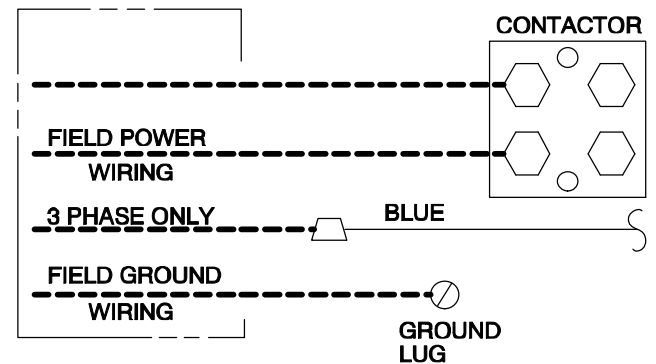 CONTACTOR
FIELD POWER
WIRING
3 PHASE ONLY
BLUE
FIELD GROUND
WIRING
GROUND
LUG